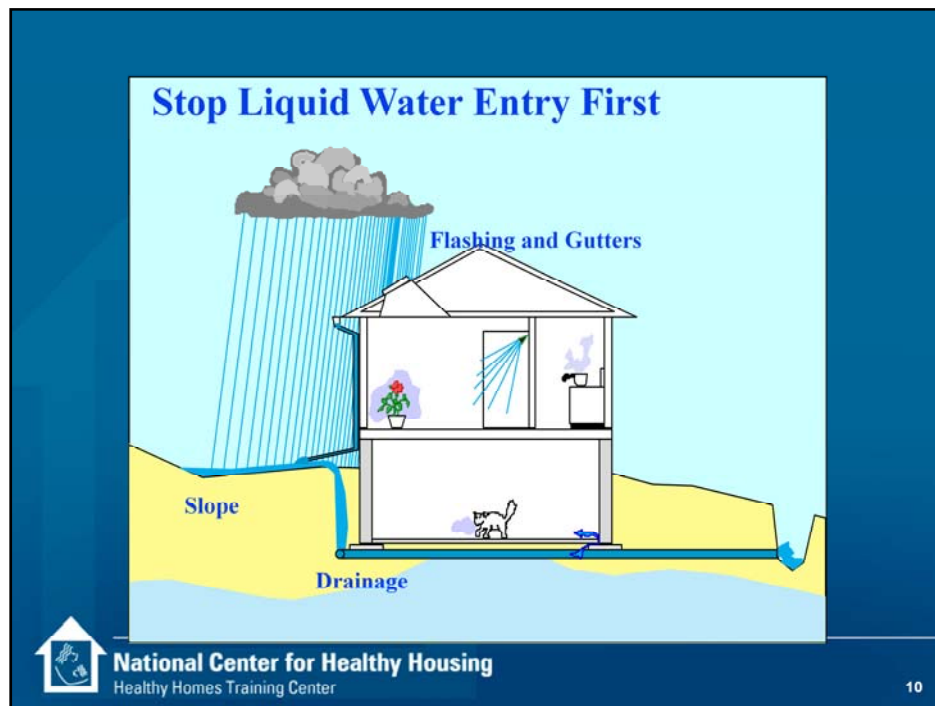 Stop Liquid Water Entry First
Flashing and Gutters
Slope
Drainage
National Center for Healthy Housing
Healthy Homes Training Center
10